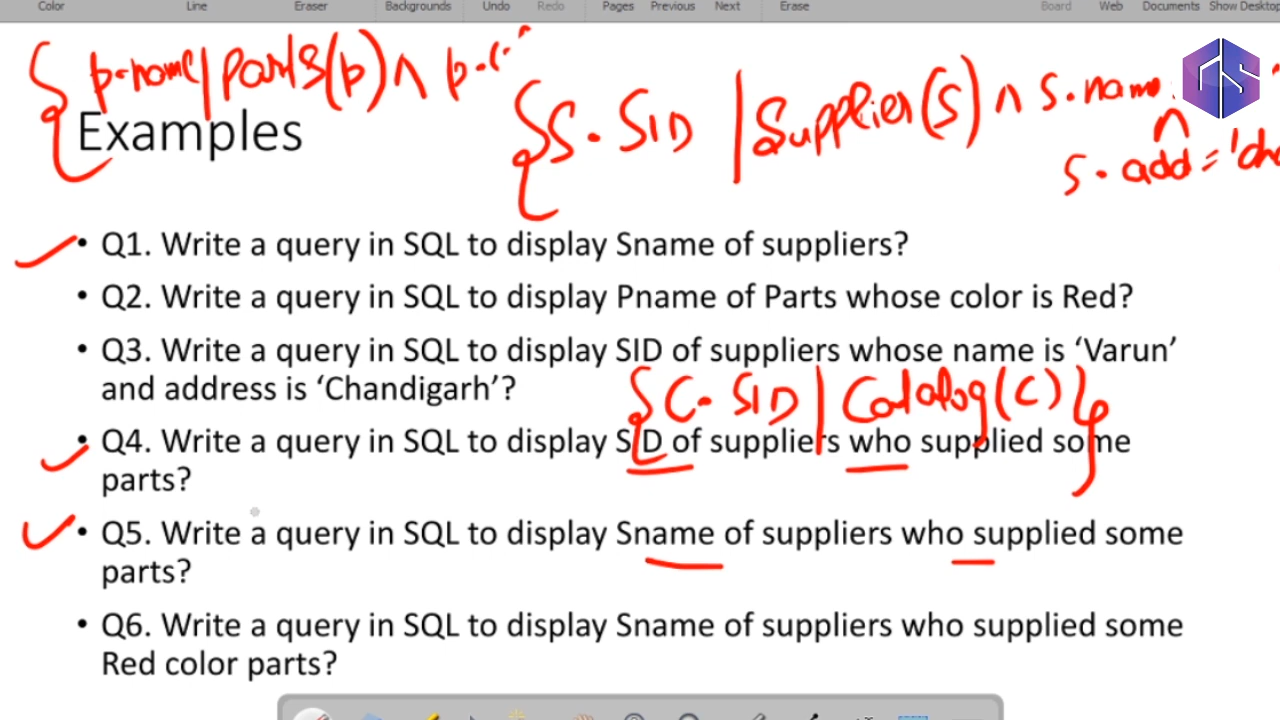 Color Line Eraser Backgrounds Undo Redo Pages Previous Next Erase Board Web Documents Show Desktop
{ p.name | Parts(p) ∧ p.c
{ S.SID | Supplier(S) ∧ S.name
∧
S.add = 'cha
Examples
• Q1. Write a query in SQL to display Sname of suppliers?
• Q2. Write a query in SQL to display Pname of Parts whose color is Red?
• Q3. Write a query in SQL to display SID of suppliers whose name is ‘Varun’
and address is ‘Chandigarh’?
{ C.SID | Catalog(C) }
• Q4. Write a query in SQL to display SID of suppliers who supplied some
parts?
• Q5. Write a query in SQL to display Sname of suppliers who supplied some
parts?
• Q6. Write a query in SQL to display Sname of suppliers who supplied some
Red color parts?